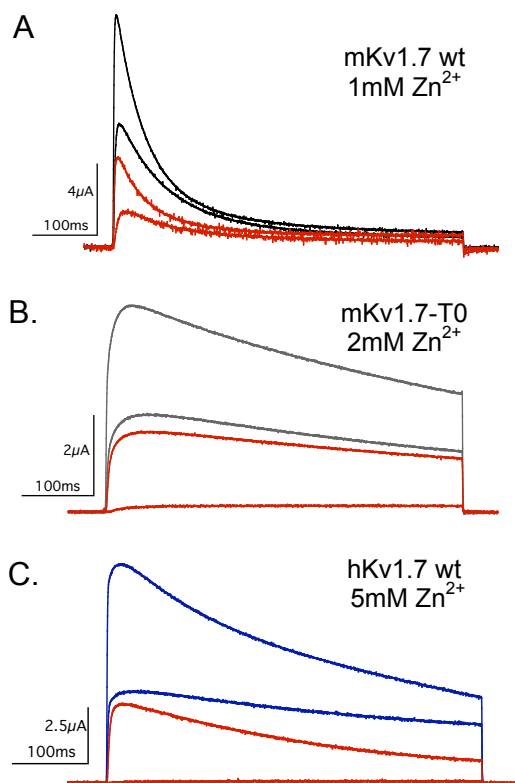 A
mKv1.7 wt
1mM Zn²⁺
4µA
100ms
B.
mKv1.7-T0
2mM Zn²⁺
2µA
100ms
C.
hKv1.7 wt
5mM Zn²⁺
2.5µA
100ms